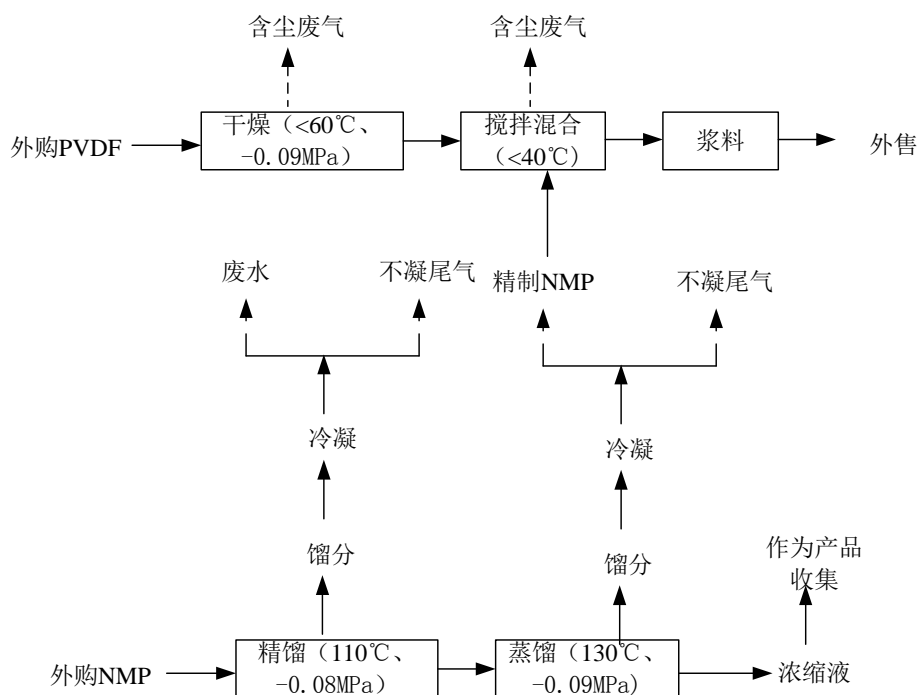 含尘废气
含尘废气
外购PVDF
干燥（<60℃、
-0.09MPa）
搅拌混合
（<40℃）
浆料
外售
废水
不凝尾气
精制NMP
不凝尾气
冷凝
冷凝
馏分
馏分
作为产品
收集
外购NMP
精馏（110℃、
-0.08MPa）
蒸馏（130℃、
-0.09MPa)
浓缩液